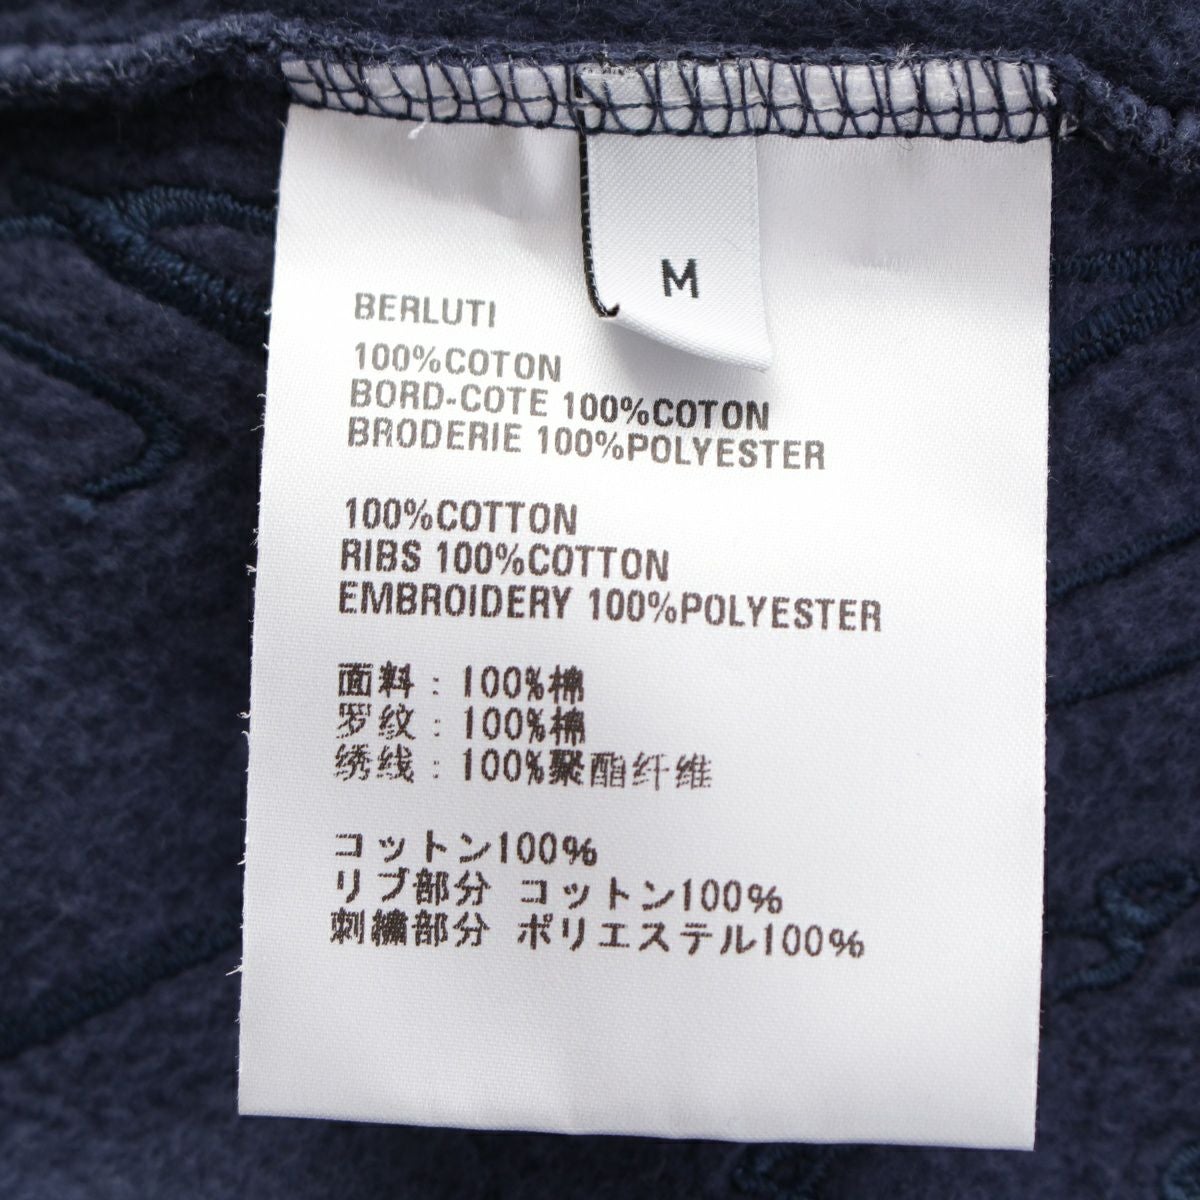 M
BERLUTI
100%COTON
BORD-COTE 100%COTON
BRODERIE 100%POLYESTER
100%COTTON
RIBS 100%COTTON
EMBROIDERY 100%POLYESTER
面料：100%棉
罗纹：100%棉
绣线：100%聚酯纤维
コットン100%
リブ部分 コットン100%
刺繍部分 ポリエステル100%